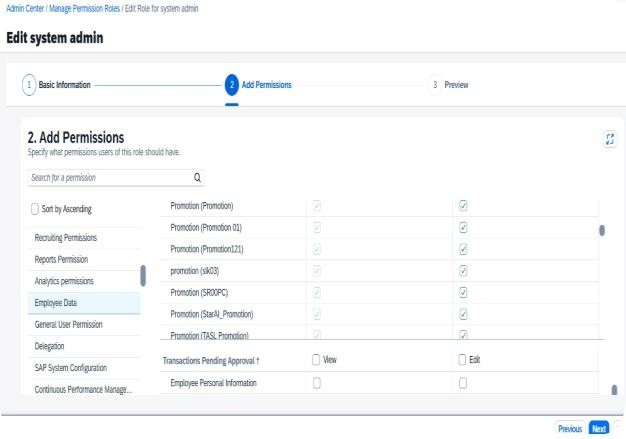 Admin Center / Manage Permission Roles / Edit Role for system admin
Edit system admin
1 Basic Information
2 Add Permissions
3 Preview
2. Add Permissions
Specify what permissions users of this role should have.
Search for a permission
Sort by Ascending
Recruiting Permissions
Reports Permission
Analytics permissions
Employee Data
General User Permission
Delegation
SAP System Configuration
Continuous Performance Manage...
Promotion (Promotion)
Promotion (Promotion 01)
Promotion (Promotion121)
promotion (slk03)
Promotion (SR00PC)
Promotion (StarAI_Promotion)
Promotion (TASL Promotion)
Transactions Pending Approval † View Edit
Employee Personal Information
Previous Next